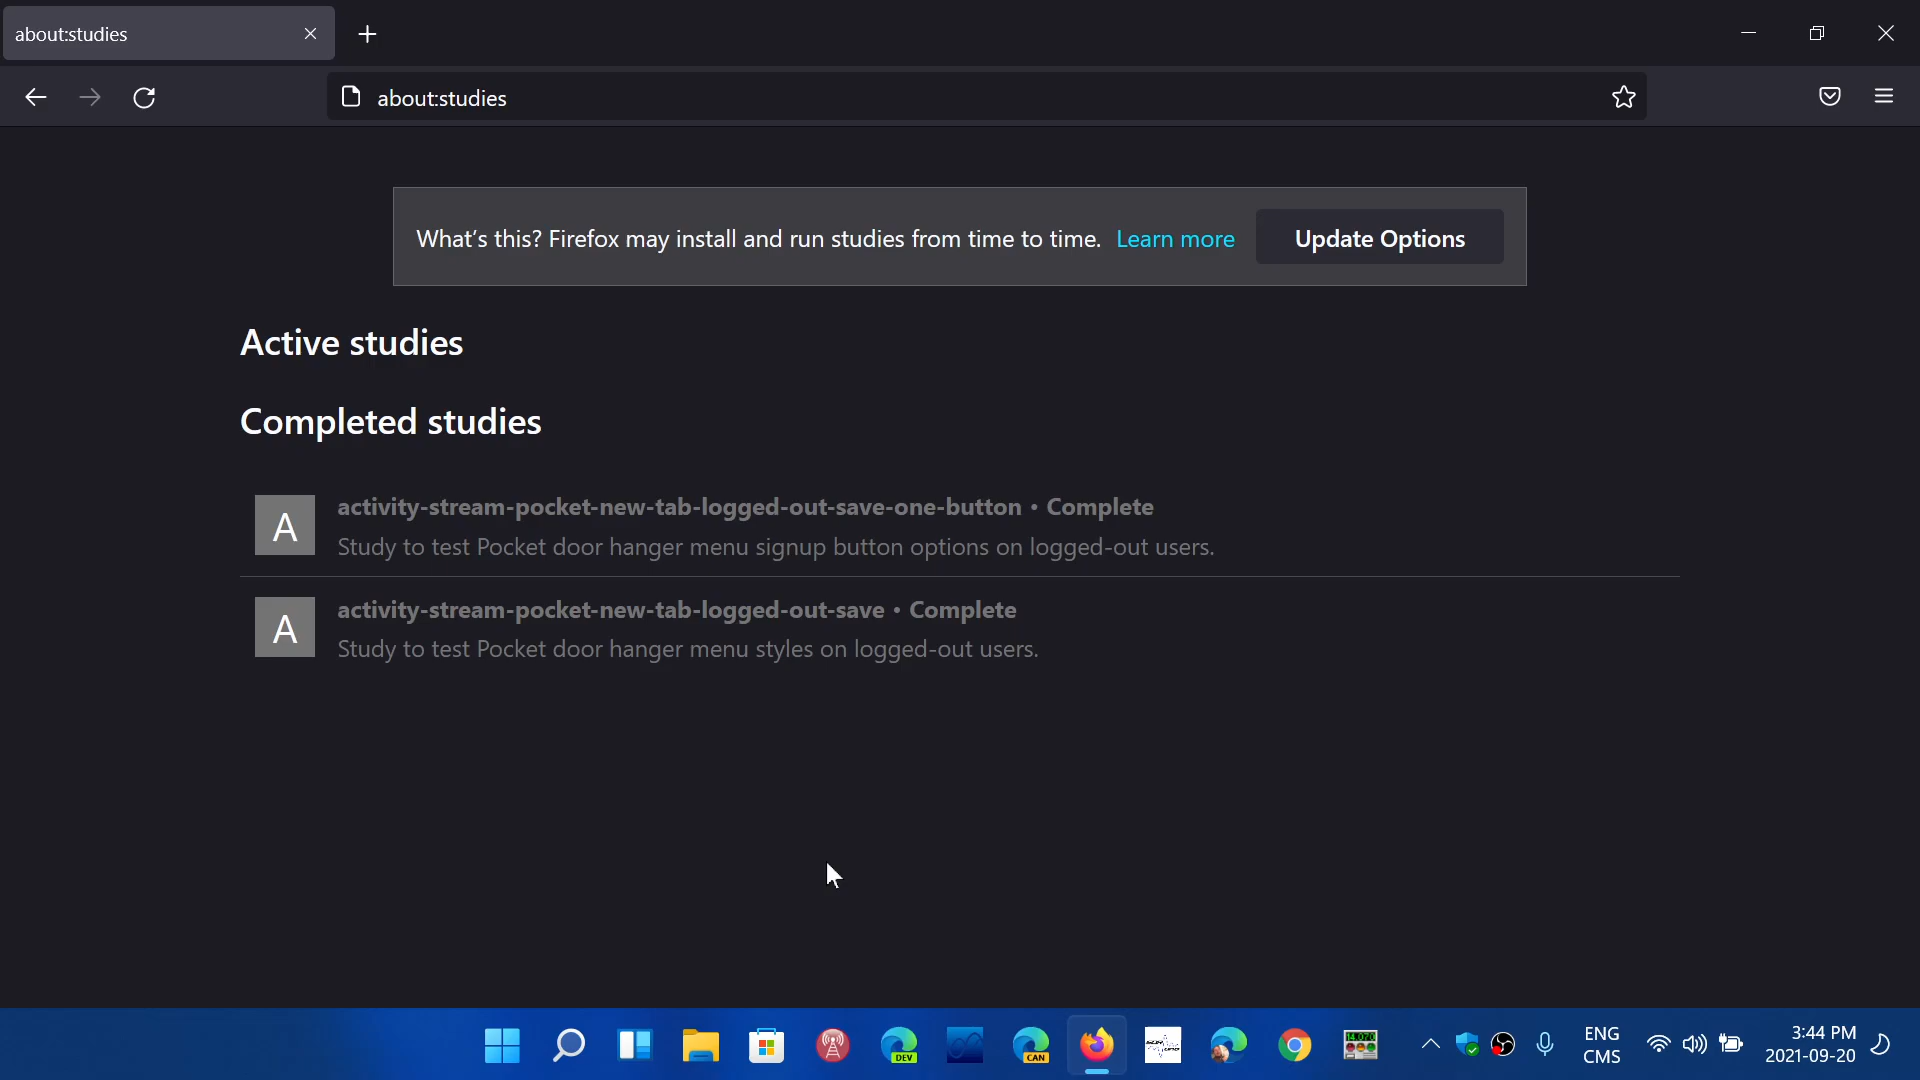 about:studies
about:studies
What's this? Firefox may install and run studies from time to time. Learn more Update Options
Active studies
Completed studies
A activity-stream-pocket-new-tab-logged-out-save-one-button • Complete
Study to test Pocket door hanger menu signup button options on logged-out users.
A activity-stream-pocket-new-tab-logged-out-save • Complete
Study to test Pocket door hanger menu styles on logged-out users.
DEV
CAN
ENG
CMS
3:44 PM
2021-09-20